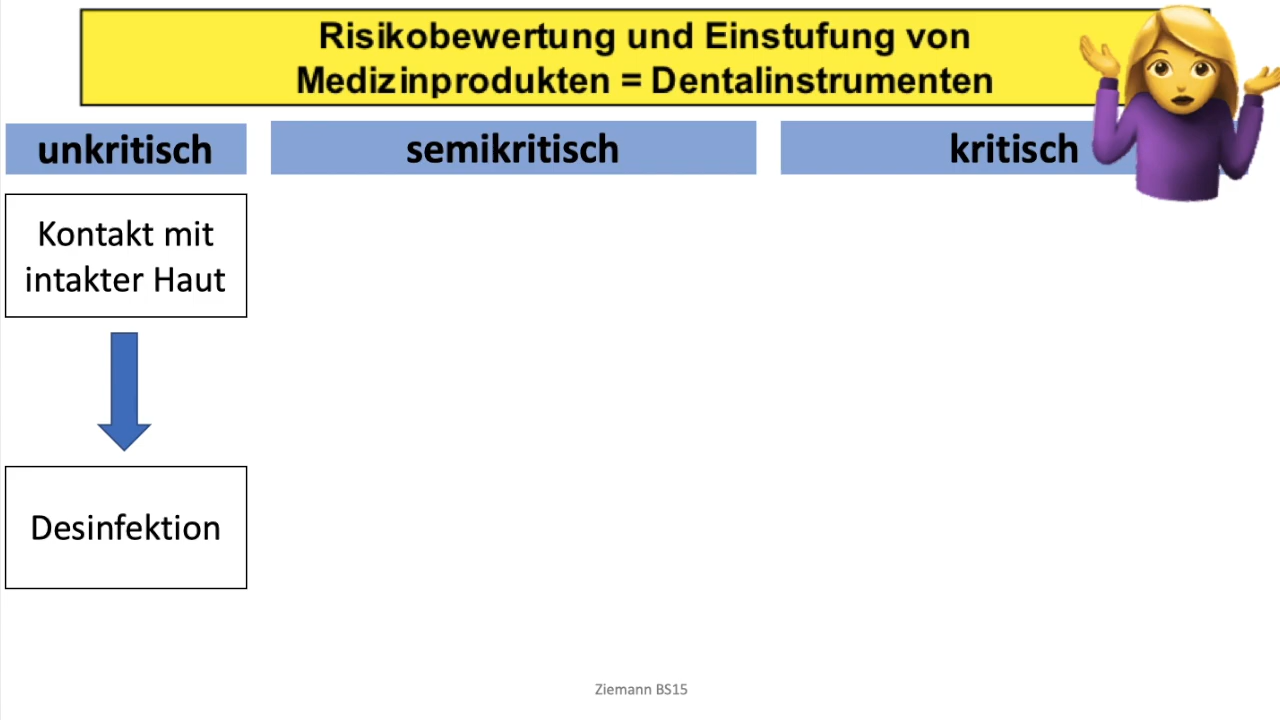 Risikobewertung und Einstufung von
Medizinprodukten = Dentalinstrumenten
unkritisch
semikritisch
kritisch
Kontakt mit
intakter Haut
Desinfektion
Ziemann BS15